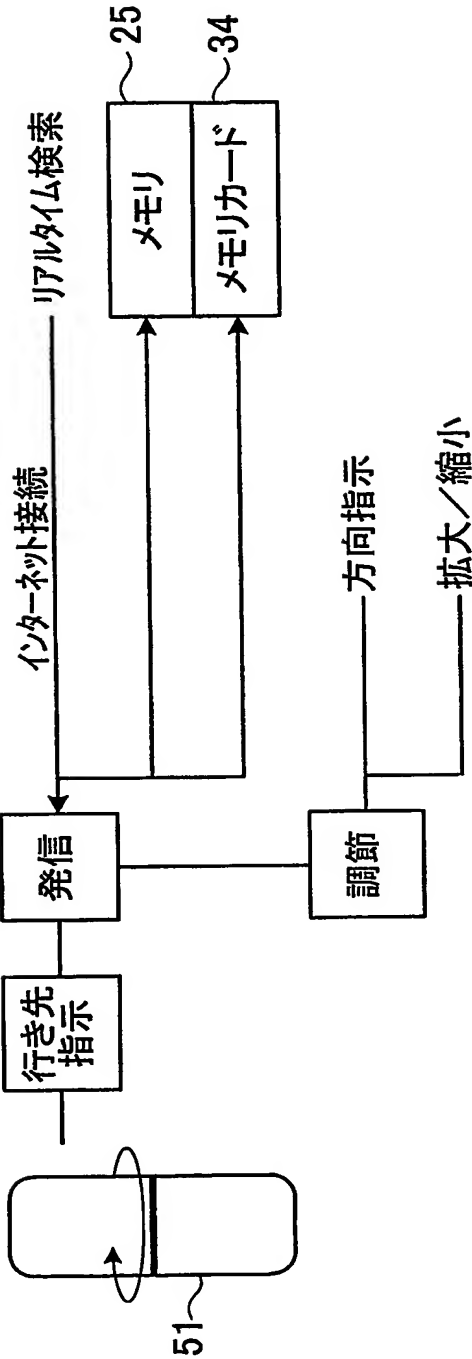 51
行き先
指示
発信
インターネット接続
リアルタイム検索
メモリ
25
メモリカード
34
調節
方向指示
拡大／縮小